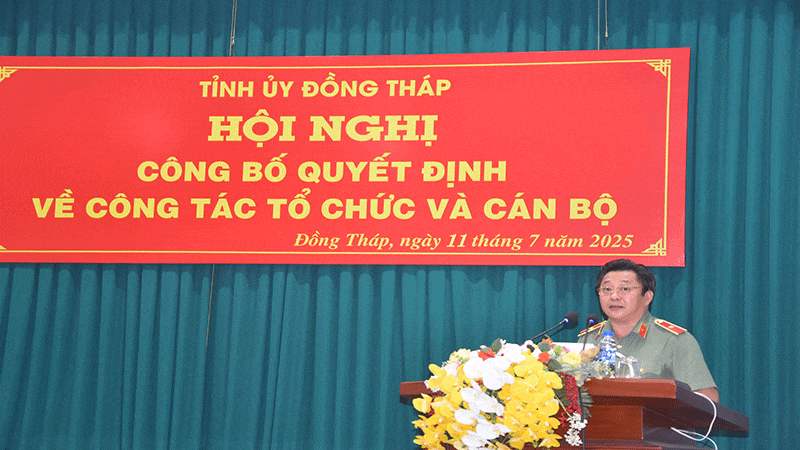 TỈNH ỦY ĐỒNG THÁP
HỘI NGHỊ
CÔNG BỐ QUYẾT ĐỊNH
VỀ CÔNG TÁC TỔ CHỨC VÀ CÁN BỘ
Đồng Tháp, ngày 11 tháng 7 năm 2025